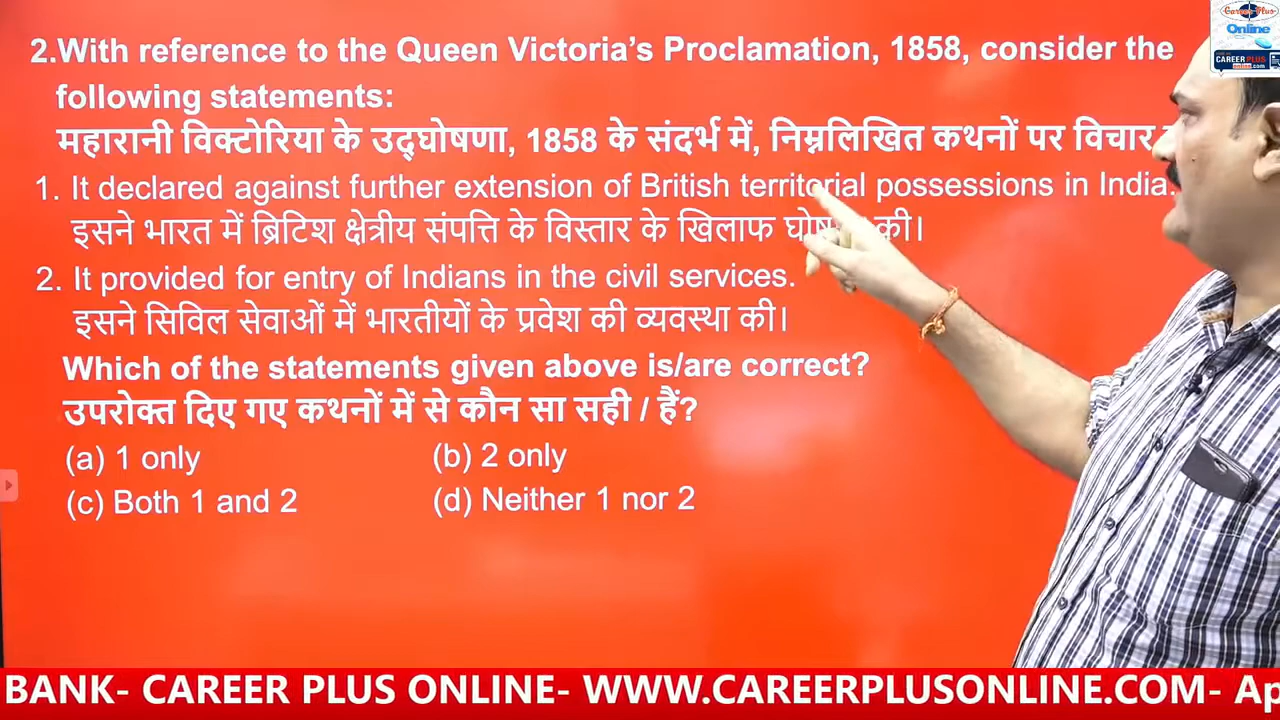 2.With reference to the Queen Victoria's Proclamation, 1858, consider the
following statements:
महारानी विक्टोरिया के उद्घोषणा, 1858 के संदर्भ में, निम्नलिखित कथनों पर विचार
1. It declared against further extension of British territorial possessions in India.
इसने भारत में ब्रिटिश क्षेत्रीय संपत्ति के विस्तार के खिलाफ की।
2. It provided for entry of Indians in the civil services.
इसने सिविल सेवाओं में भारतीयों के प्रवेश की व्यवस्था की।
Which of the statements given above is/are correct?
उपरोक्त दिए गए कथनों में से कौन सा सही / हैं?
(a) 1 only (b) 2 only
(c) Both 1 and 2 (d) Neither 1 nor 2
Career Plus
Online
CAREER PLUS
online.com
BANK- CAREER PLUS ONLINE- WWW.CAREERPLUSONLINE.COM- Ap